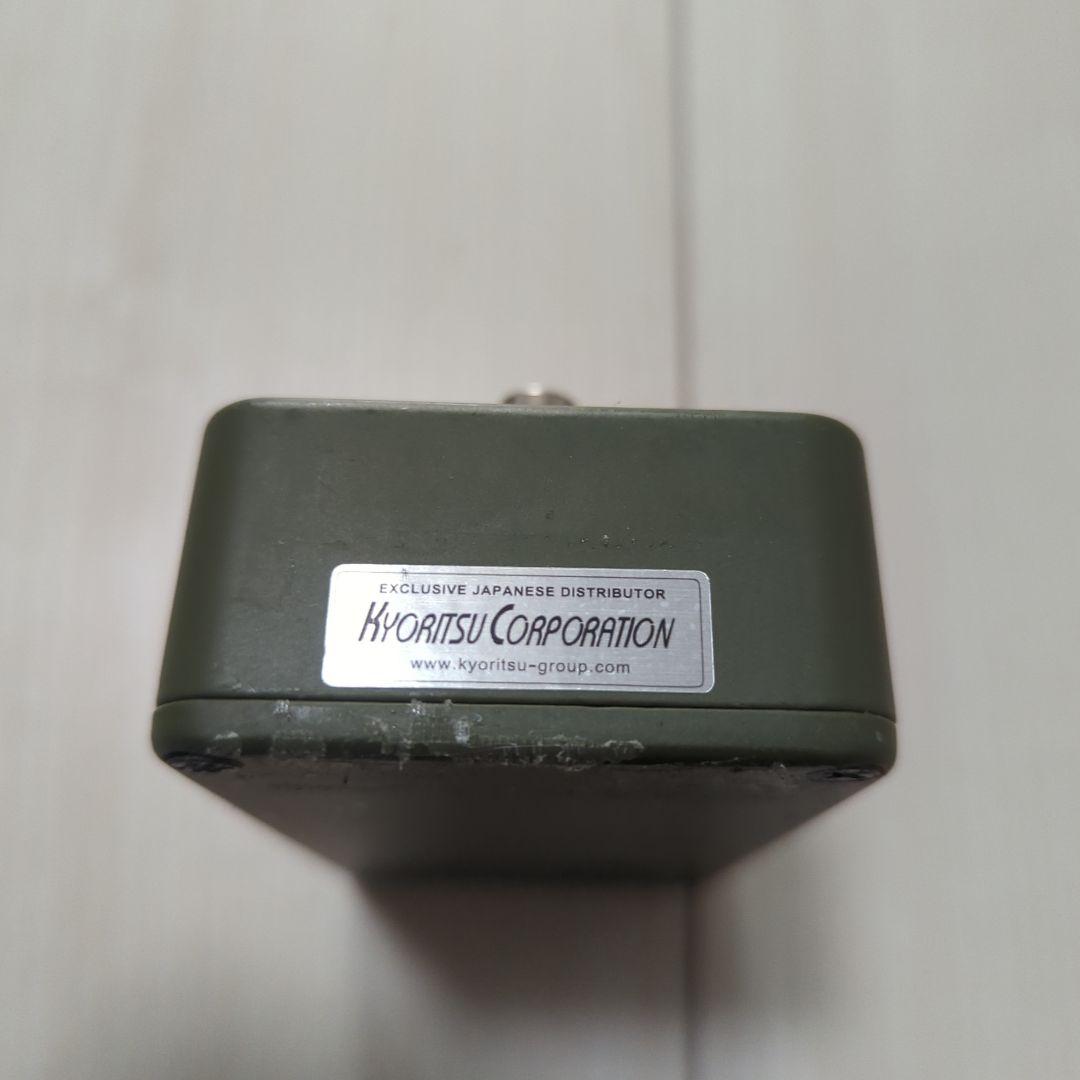 EXCLUSIVE JAPANESE DISTRIBUTOR
KYORITSU CORPORATION
www.kyoritsu-group.com